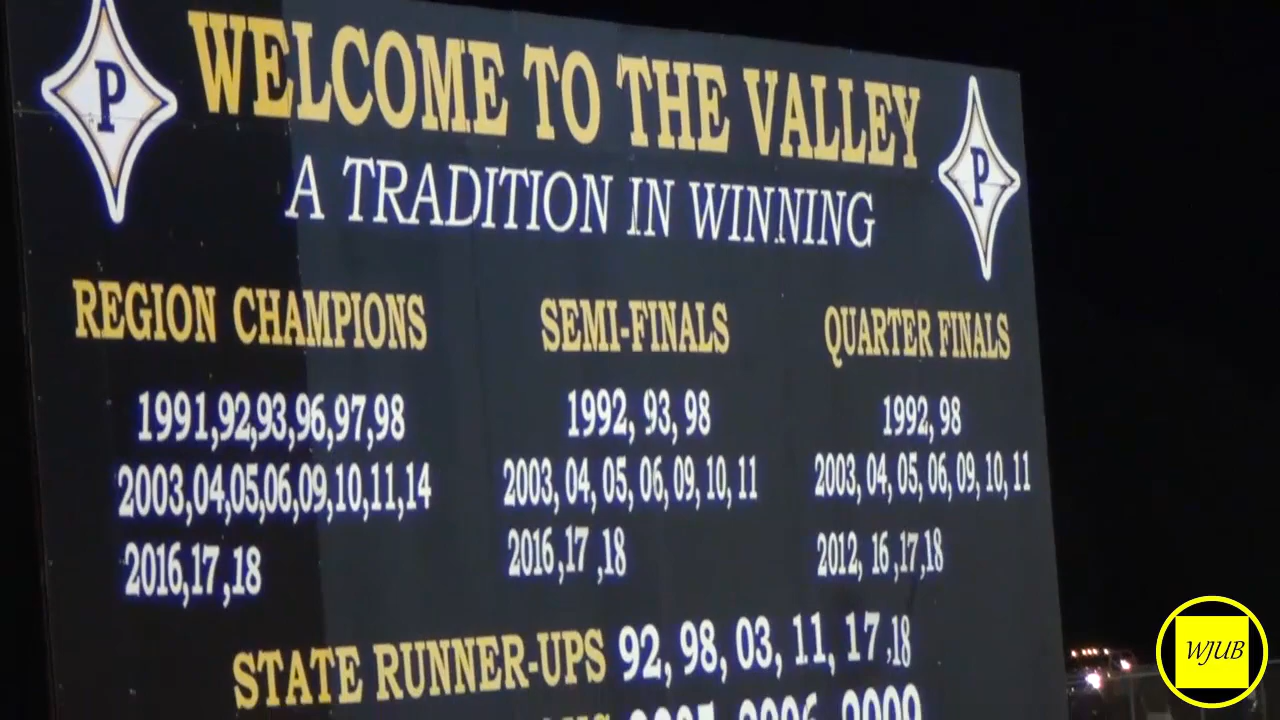 P
WELCOME TO THE VALLEY
P
A TRADITION IN WINNING
REGION CHAMPIONS
1991,92,93,96,97,98
2003,04,05,06,09,10,11,14
2016,17,18
SEMI-FINALS
1992, 93, 98
2003, 04, 05, 06, 09, 10, 11
2016,17,18
QUARTER FINALS
1992, 98
2003, 04, 05, 06, 09, 10, 11
2012, 16,17,18
STATE RUNNER-UPS 92, 98, 03, 11, 17,18
2006, 2009
WJUB